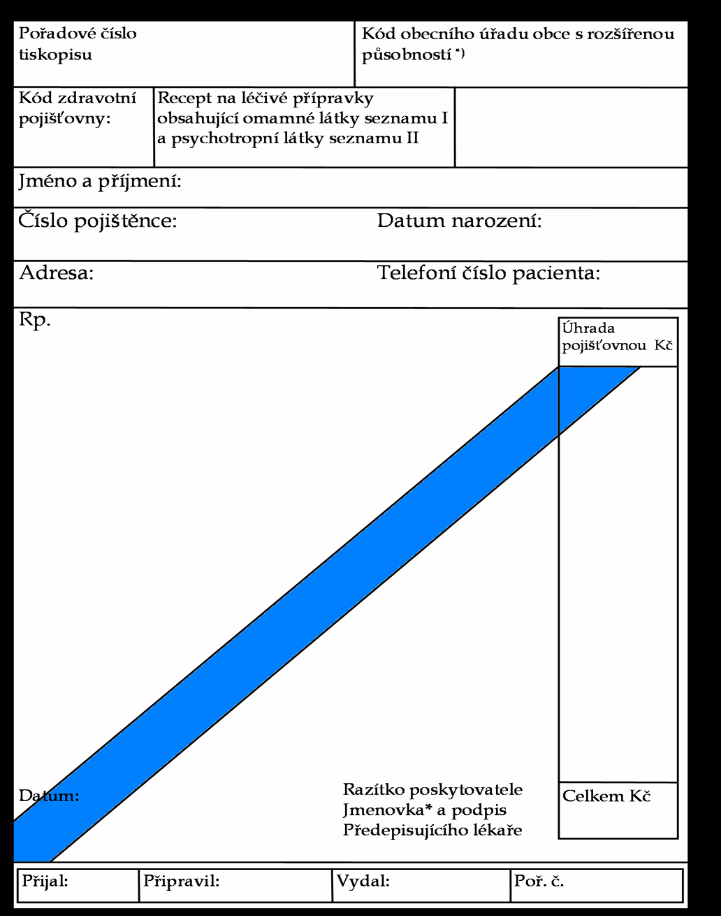 Pořadové číslo
tiskopisu
Kód obecního úřadu obce s rozšířenou
působností *)
Kód zdravotní
pojišťovny:
Recept na léčivé přípravky
obsahující omamné látky seznamu I
a psychotropní látky seznamu II
Jméno a příjmení:
Číslo pojištěnce: Datum narození:
Adresa: Telefoní číslo pacienta:
Rp.
Úhrada
pojišťovnou Kč
Datum:
Razítko poskytovatele
Jmenovka* a podpis
Předepisujícího lékaře
Celkem Kč
Přijal: Připravil: Vydal: Poř. č.